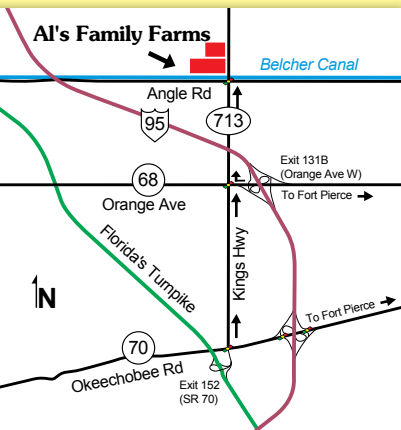 Al's Family Farms
Belcher Canal
Angle Rd
95
713
Exit 131B
(Orange Ave W)
68
To Fort Pierce
Orange Ave
Florida's Turnpike
Kings Hwy
N
To Fort Pierce
70
Okeechobee Rd
Exit 152
(SR 70)